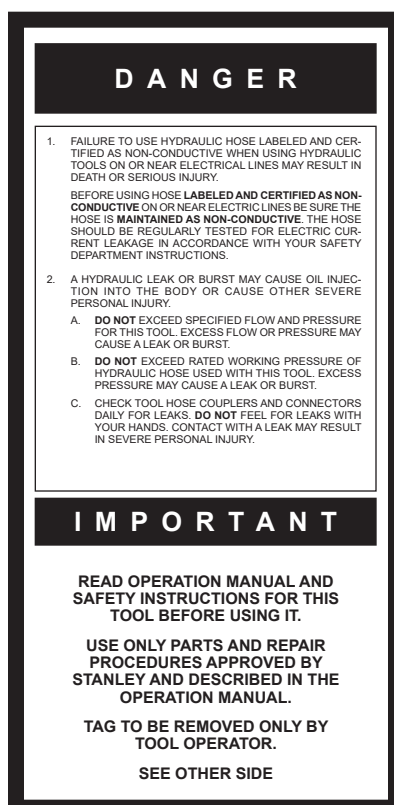 DANGER
1. FAILURE TO USE HYDRAULIC HOSE LABELED AND CER-
TIFIED AS NON-CONDUCTIVE WHEN USING HYDRAULIC
TOOLS ON OR NEAR ELECTRICAL LINES MAY RESULT IN
DEATH OR SERIOUS INJURY.
BEFORE USING HOSE LABELED AND CERTIFIED AS NON-
CONDUCTIVE ON OR NEAR ELECTRIC LINES BE SURE THE
HOSE IS MAINTAINED AS NON-CONDUCTIVE. THE HOSE
SHOULD BE REGULARLY TESTED FOR ELECTRIC CUR-
RENT LEAKAGE IN ACCORDANCE WITH YOUR SAFETY
DEPARTMENT INSTRUCTIONS.
2. A HYDRAULIC LEAK OR BURST MAY CAUSE OIL INJEC-
TION INTO THE BODY OR CAUSE OTHER SEVERE
PERSONAL INJURY.
A. DO NOT EXCEED SPECIFIED FLOW AND PRESSURE
FOR THIS TOOL. EXCESS FLOW OR PRESSURE MAY
CAUSE A LEAK OR BURST.
B. DO NOT EXCEED RATED WORKING PRESSURE OF
HYDRAULIC HOSE USED WITH THIS TOOL. EXCESS
PRESSURE MAY CAUSE A LEAK OR BURST.
C. CHECK TOOL HOSE COUPLERS AND CONNECTORS
DAILY FOR LEAKS. DO NOT FEEL FOR LEAKS WITH
YOUR HANDS. CONTACT WITH A LEAK MAY RESULT
IN SEVERE PERSONAL INJURY.
IMPORTANT
READ OPERATION MANUAL AND
SAFETY INSTRUCTIONS FOR THIS
TOOL BEFORE USING IT.
USE ONLY PARTS AND REPAIR
PROCEDURES APPROVED BY
STANLEY AND DESCRIBED IN THE
OPERATION MANUAL.
TAG TO BE REMOVED ONLY BY
TOOL OPERATOR.
SEE OTHER SIDE